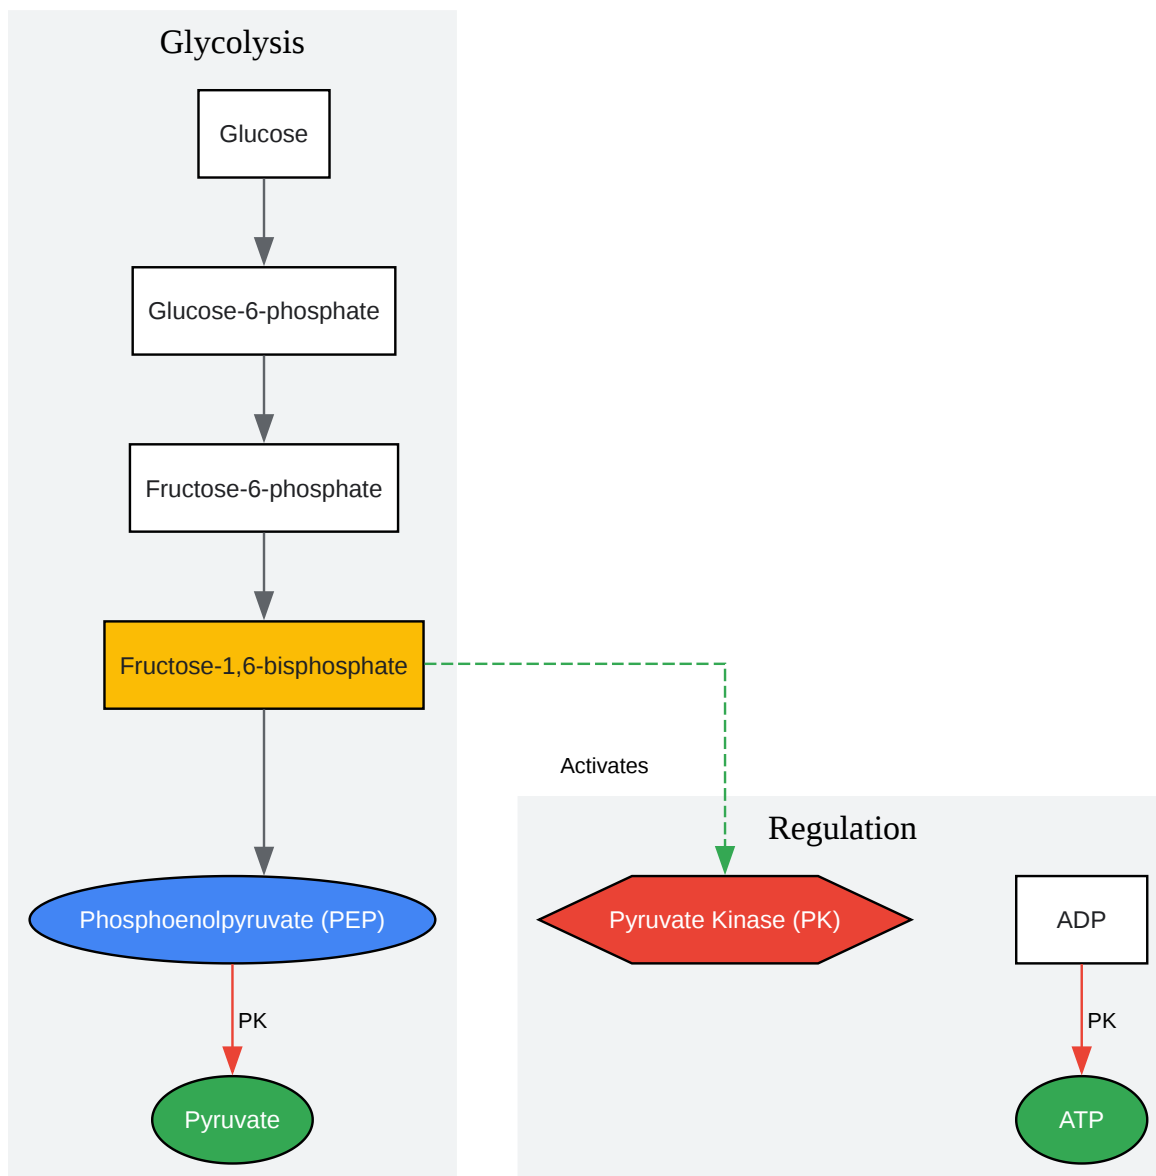 Glycolysis
Glucose
Glucose-6-phosphate
Fructose-6-phosphate
Fructose-1,6-bisphosphate
Activates
Regulation
Phosphoenolpyruvate (PEP)
Pyruvate Kinase (PK)
ADP
PK
PK
Pyruvate
ATP